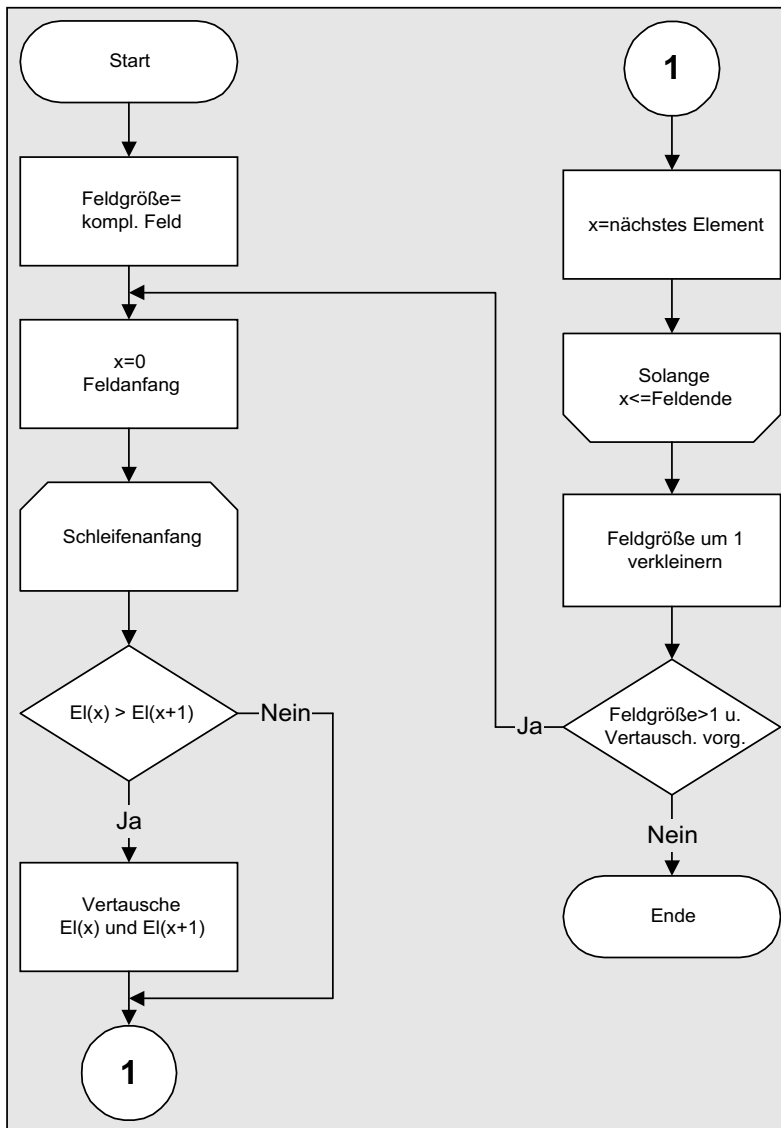 Start
Feldgröße=
kompl. Feld
x=0
Feldanfang
Schleifenanfang
El(x) > El(x+1)
Nein
Ja
Vertausche
El(x) und El(x+1)
1
1
x=nächstes Element
Solange
x<=Feldende
Feldgröße um 1
verkleinern
Feldgröße>1 u.
Vertausch. vorg.
Ja
Nein
Ende